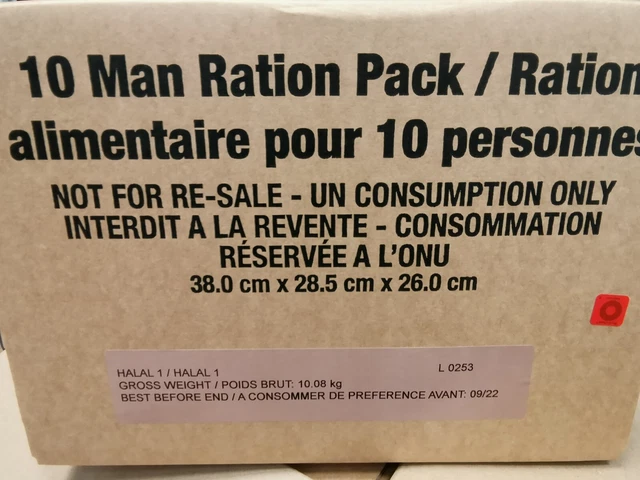 10 Man Ration Pack / Ration
alimentaire pour 10 personnes
NOT FOR RE-SALE - UN CONSUMPTION ONLY
INTERDIT A LA REVENTE - CONSOMMATION
RÉSERVÉE A L'ONU
38.0 cm x 28.5 cm x 26.0 cm
HALAL 1 / HALAL 1 L 0253
GROSS WEIGHT / POIDS BRUT: 10.08 kg
BEST BEFORE END / A CONSOMMER DE PREFERENCE AVANT: 09/22